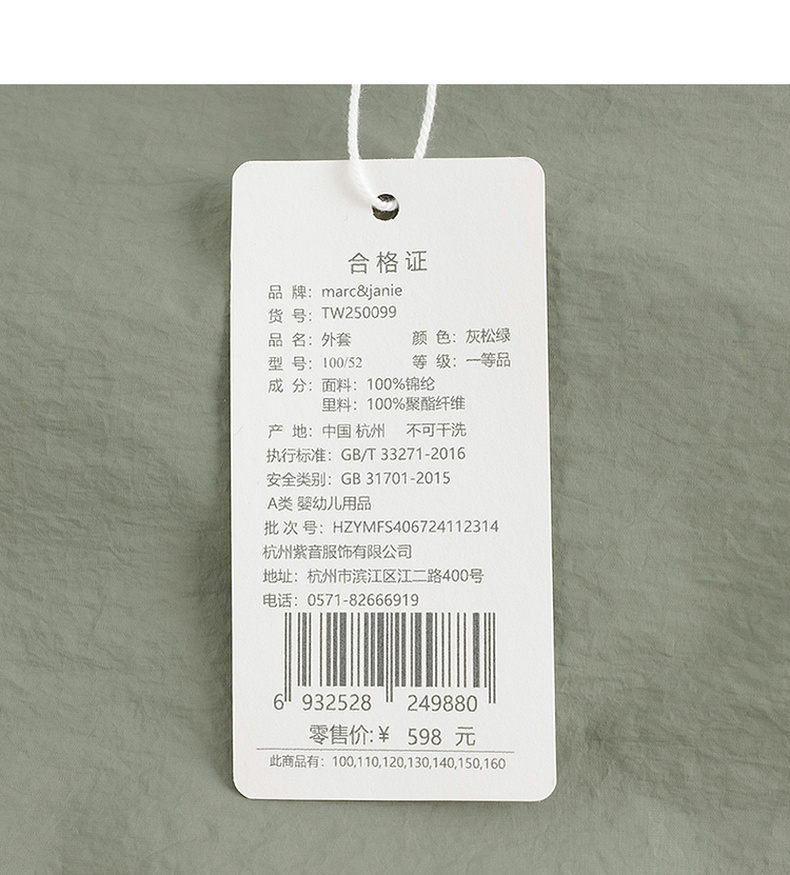 合格证
品 牌：marc&janie
货 号：TW250099
品 名：外套 颜 色：灰松绿
型 号：100/52 等 级：一等品
成 分：面料：100%锦纶
里料：100%聚酯纤维
产 地：中国 杭州 不可干洗
执行标准：GB/T 33271-2016
安全类别：GB 31701-2015
A类 婴幼儿用品
批 次 号：HZYMFS406724112314
杭州紫音服饰有限公司
地址：杭州市滨江区江二路400号
电话：0571-82666919
6 932528 249880
零售价:¥ 598 元
此商品有：100,110,120,130,140,150,160